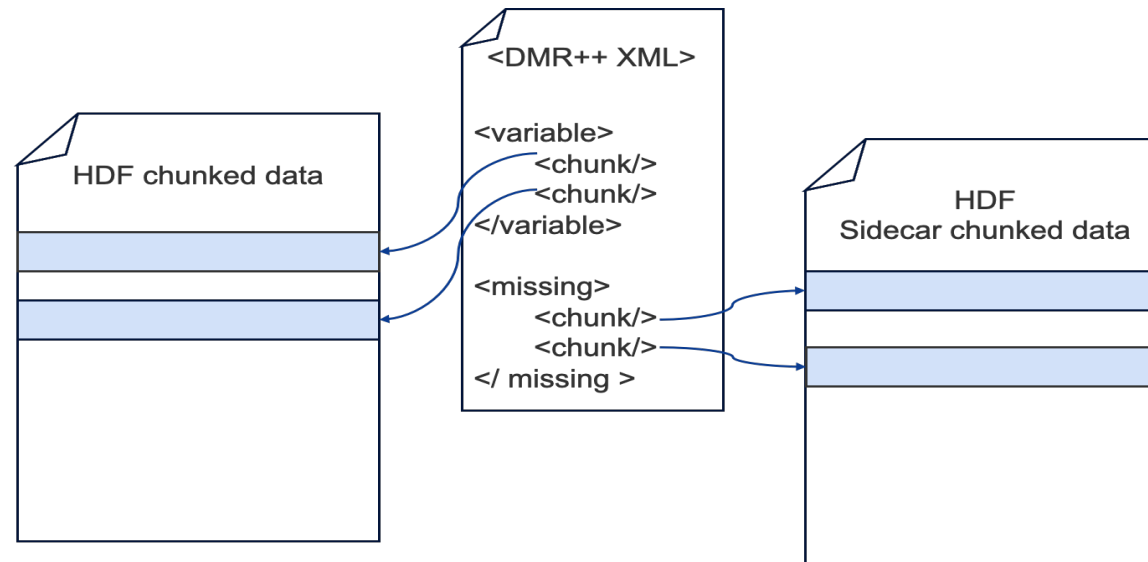 HDF chunked data
<DMR++ XML>
<variable>
<chunk/>
<chunk/>
</variable>
<missing>
<chunk/>
<chunk/>
</ missing >
HDF
Sidecar chunked data